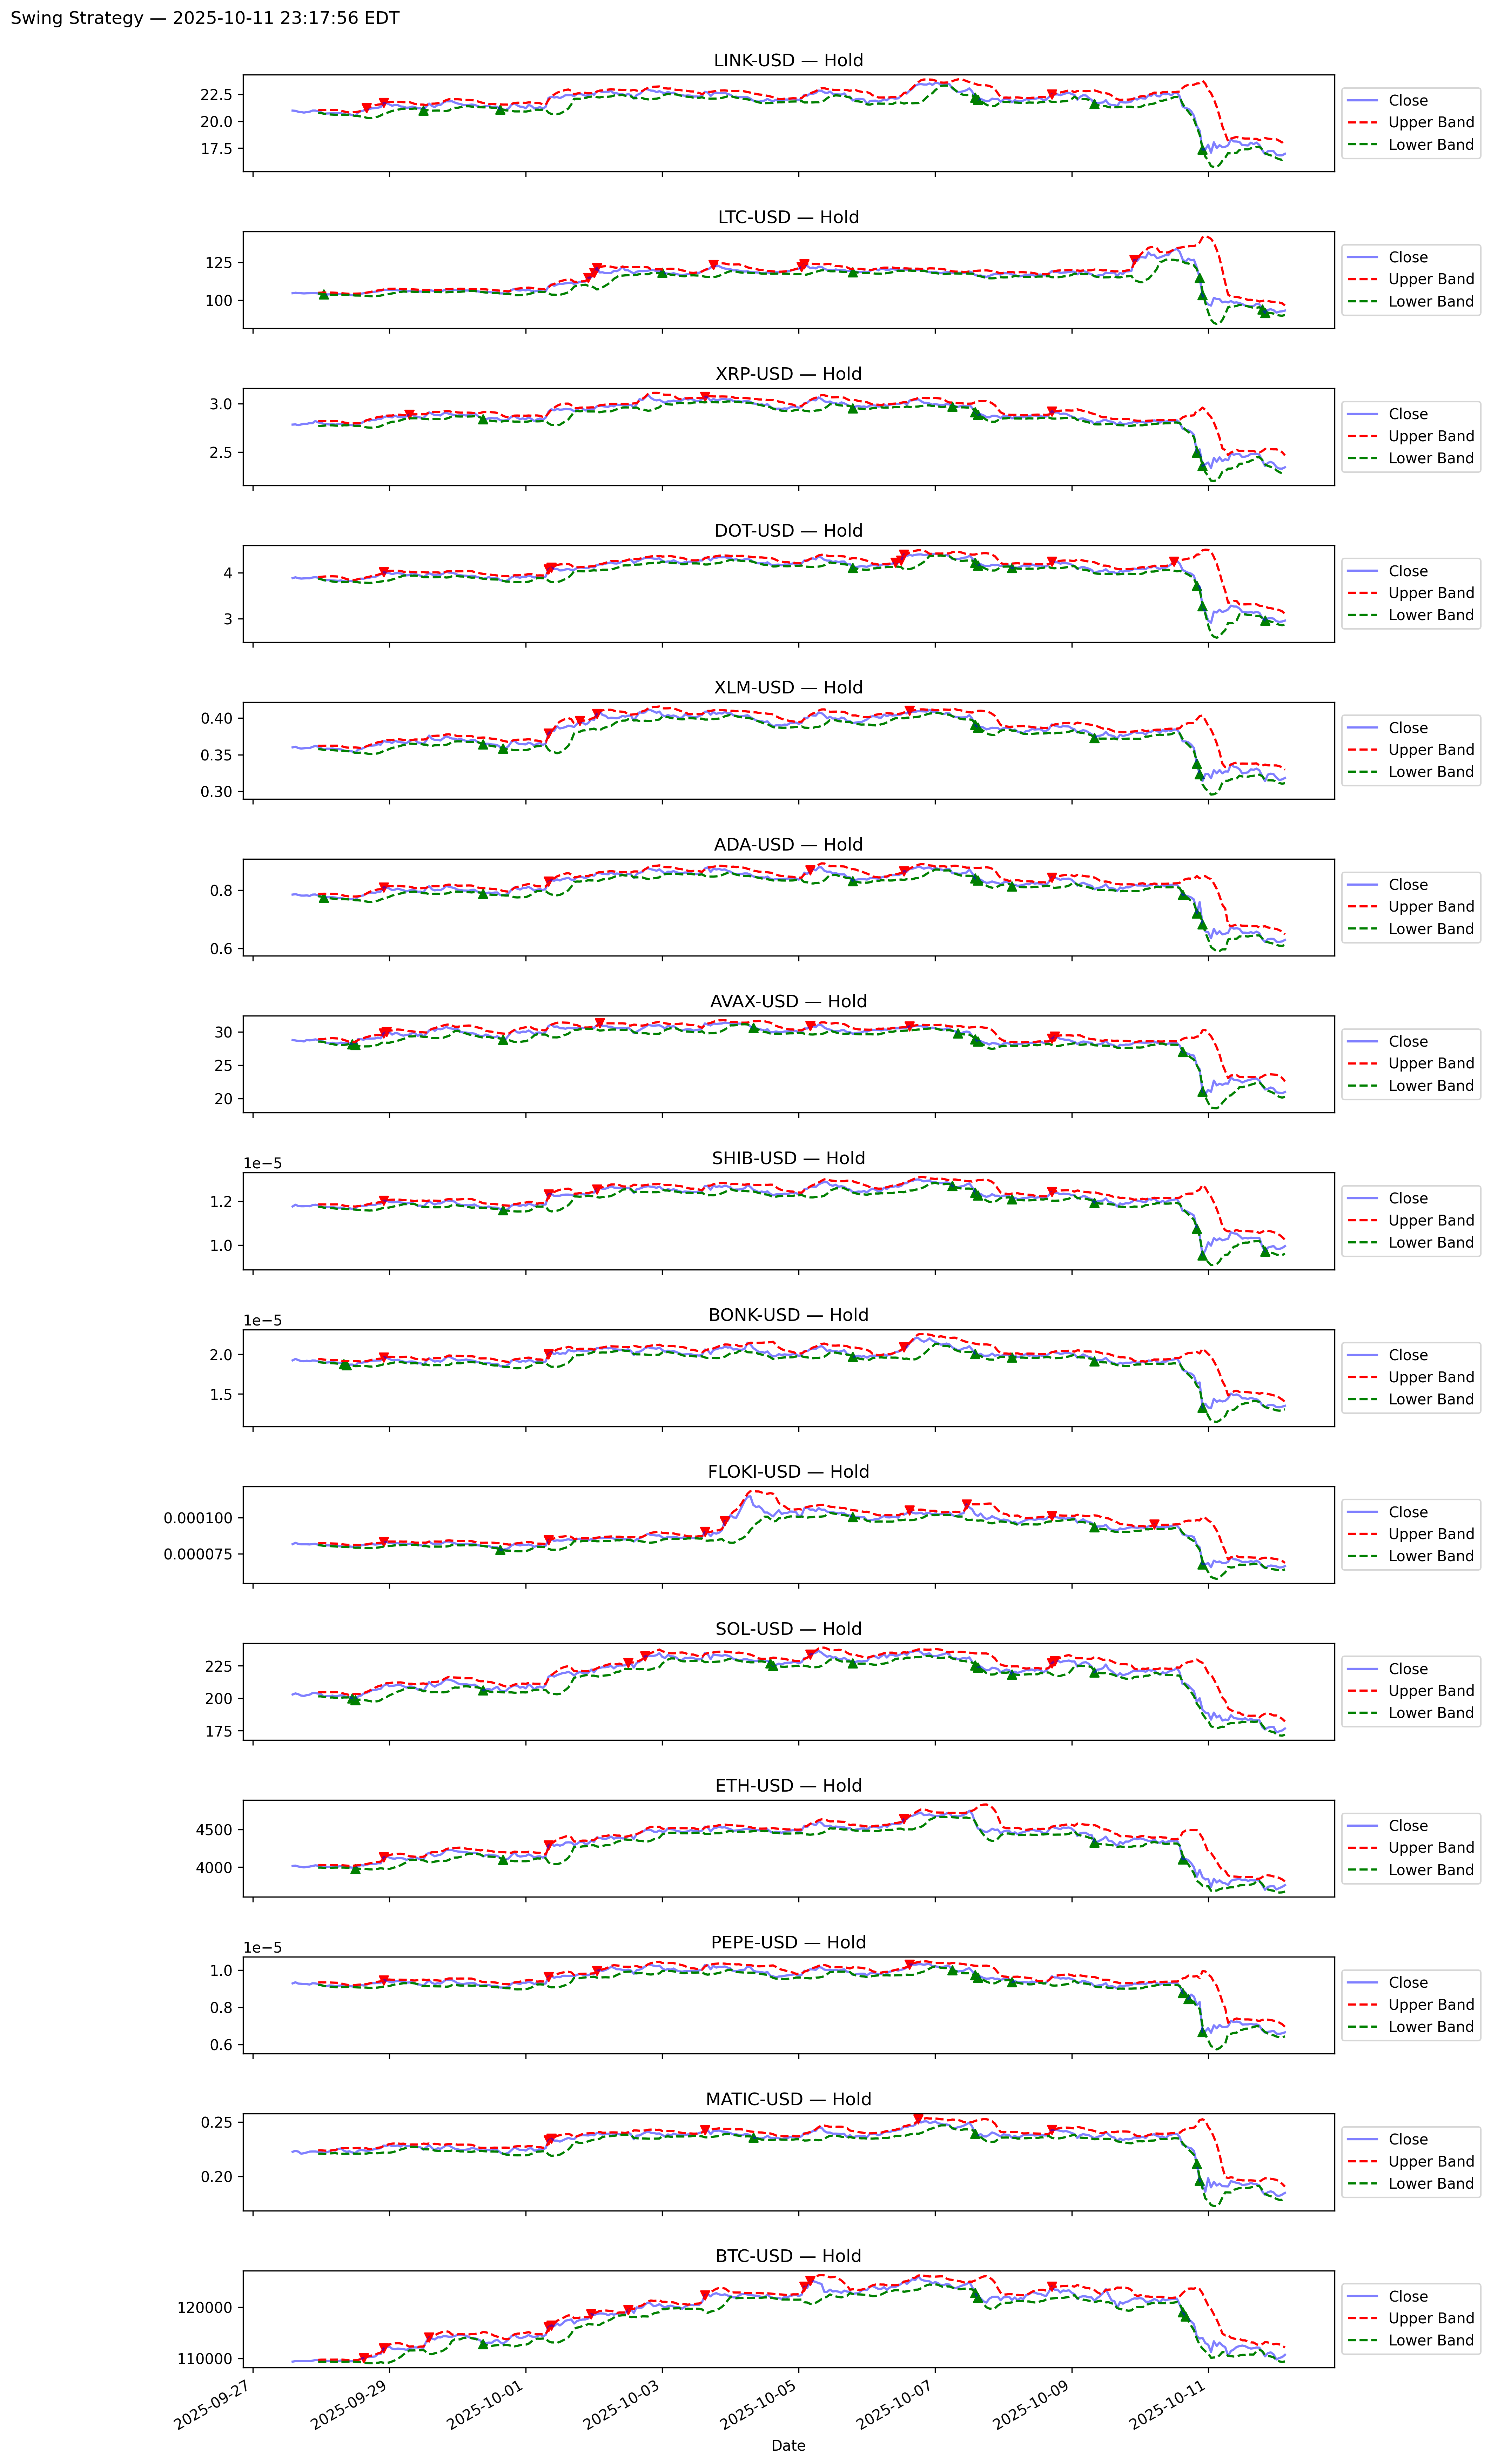 Swing Strategy — 2025-10-11 23:17:56 EDT
LINK-USD — Hold
22.5
20.0
17.5
Close
Upper Band
Lower Band
LTC-USD — Hold
125
100
Close
Upper Band
Lower Band
XRP-USD — Hold
3.0
2.5
Close
Upper Band
Lower Band
DOT-USD — Hold
4
3
Close
Upper Band
Lower Band
XLM-USD — Hold
0.40
0.35
0.30
Close
Upper Band
Lower Band
ADA-USD — Hold
0.8
0.6
Close
Upper Band
Lower Band
AVAX-USD — Hold
30
25
20
Close
Upper Band
Lower Band
SHIB-USD — Hold
1e−5
1.2
1.0
Close
Upper Band
Lower Band
BONK-USD — Hold
1e−5
2.0
1.5
Close
Upper Band
Lower Band
FLOKI-USD — Hold
0.000100
0.000075
Close
Upper Band
Lower Band
SOL-USD — Hold
225
200
175
Close
Upper Band
Lower Band
ETH-USD — Hold
4500
4000
Close
Upper Band
Lower Band
PEPE-USD — Hold
1e−5
1.0
0.8
0.6
Close
Upper Band
Lower Band
MATIC-USD — Hold
0.25
0.20
Close
Upper Band
Lower Band
BTC-USD — Hold
120000
110000
Close
Upper Band
Lower Band
2025-09-27
2025-09-29
2025-10-01
2025-10-03
2025-10-05
2025-10-07
2025-10-09
2025-10-11
Date